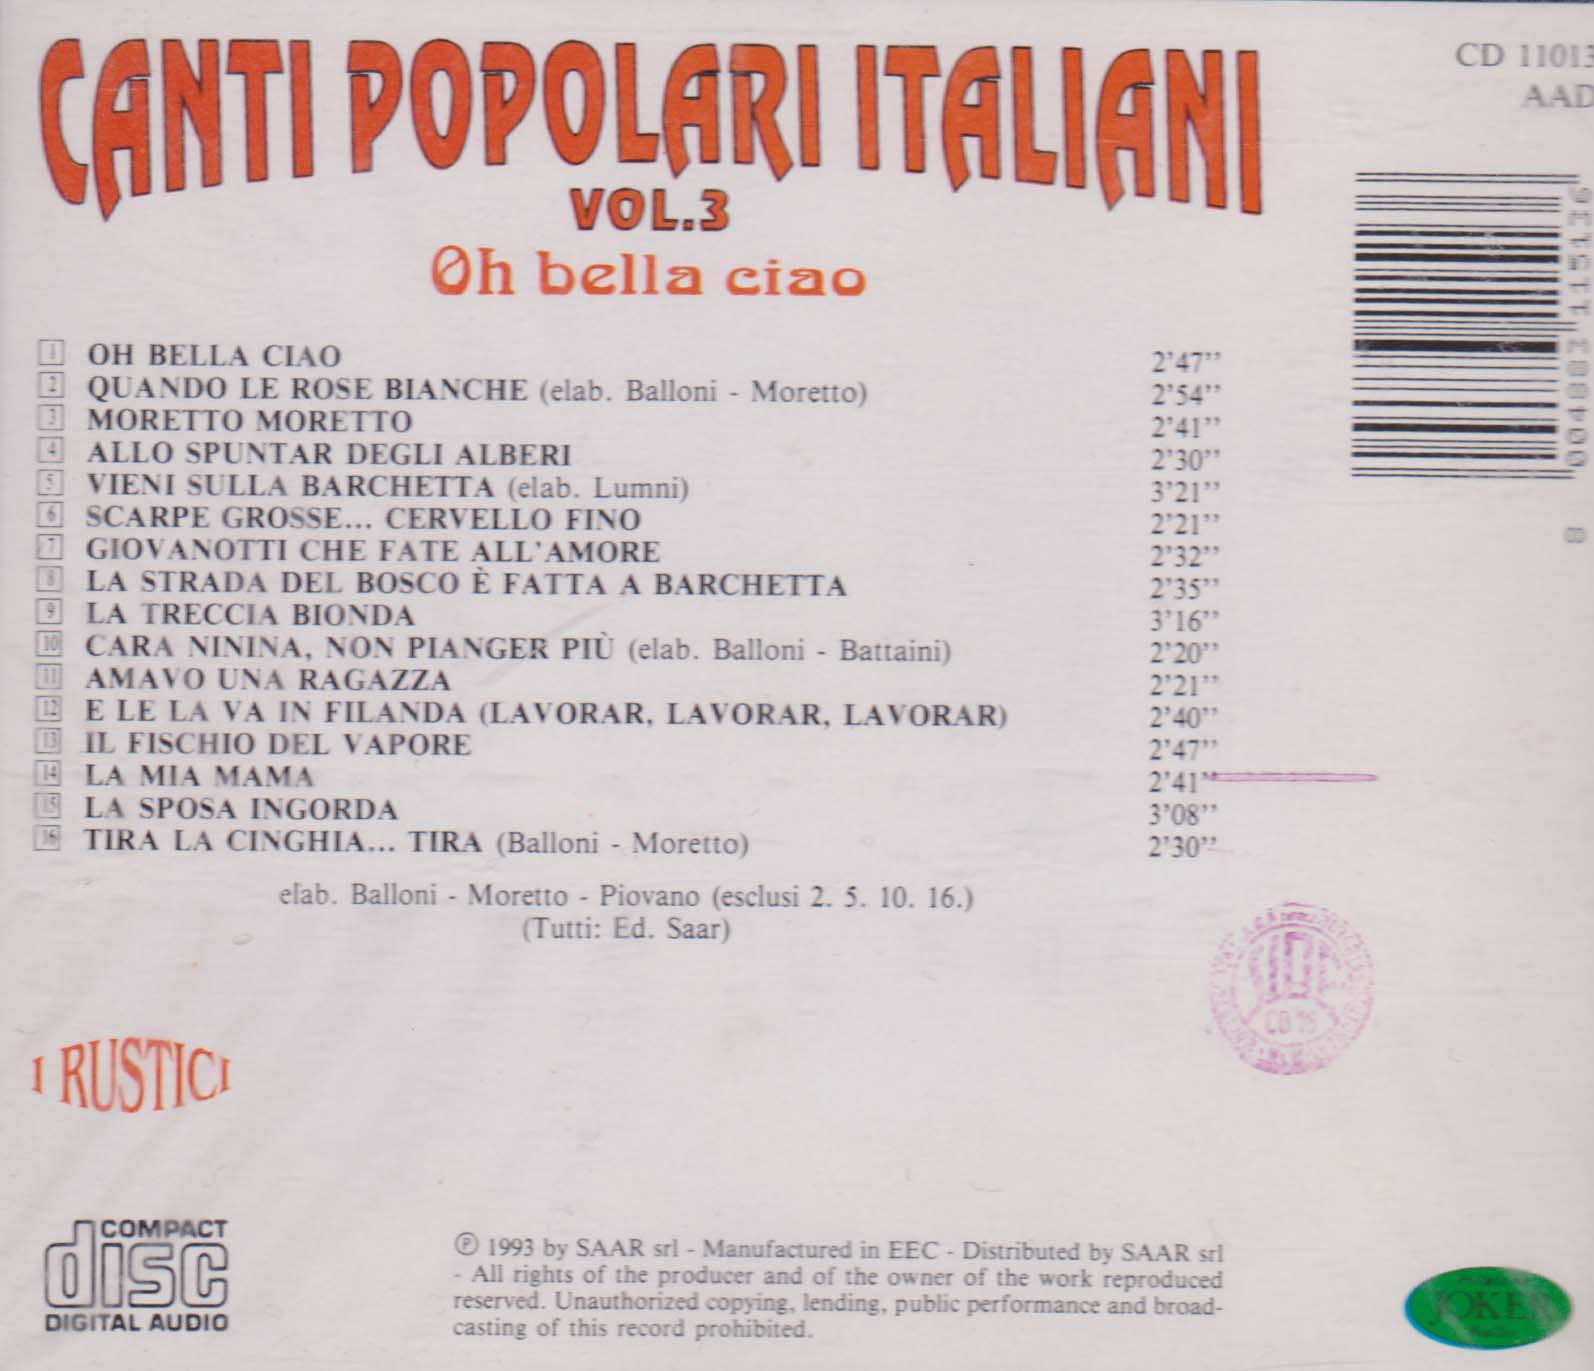 CANTI POPOLARI ITALIANI
VOL.3
Oh bella ciao
CD 11013
AAD
1 OH BELLA CIAO 2'47''
2 QUANDO LE ROSE BIANCHE (elab. Balloni - Moretto) 2'54''
3 MORETTO MORETTO 2'41''
4 ALLO SPUNTAR DEGLI ALBERI 2'30''
5 VIENI SULLA BARCHETTA (elab. Lumni) 3'21''
6 SCARPE GROSSE... CERVELLO FINO 2'21''
7 GIOVANOTTI CHE FATE ALL'AMORE 2'32''
8 LA STRADA DEL BOSCO È FATTA A BARCHETTA 2'35''
9 LA TRECCIA BIONDA 3'16''
10 CARA NININA, NON PIANGER PIÙ (elab. Balloni - Battaini) 2'20''
11 AMAVO UNA RAGAZZA 2'21''
12 E LE LA VA IN FILANDA (LAVORAR, LAVORAR, LAVORAR) 2'40''
13 IL FISCHIO DEL VAPORE 2'47''
14 LA MIA MAMA 2'41''
15 LA SPOSA INGORDA 3'08''
16 TIRA LA CINGHIA... TIRA (Balloni - Moretto) 2'30''
elab. Balloni - Moretto - Piovano (esclusi 2. 5. 10. 16.)
(Tutti: Ed. Saar)
8 004883 115136
I RUSTICI
COMPACT
disc
DIGITAL AUDIO
℗ 1993 by SAAR srl - Manufactured in EEC - Distributed by SAAR srl
- All rights of the producer and of the owner of the work reproduced
reserved. Unauthorized copying, lending, public performance and broad-
casting of this record prohibited.
JOKER